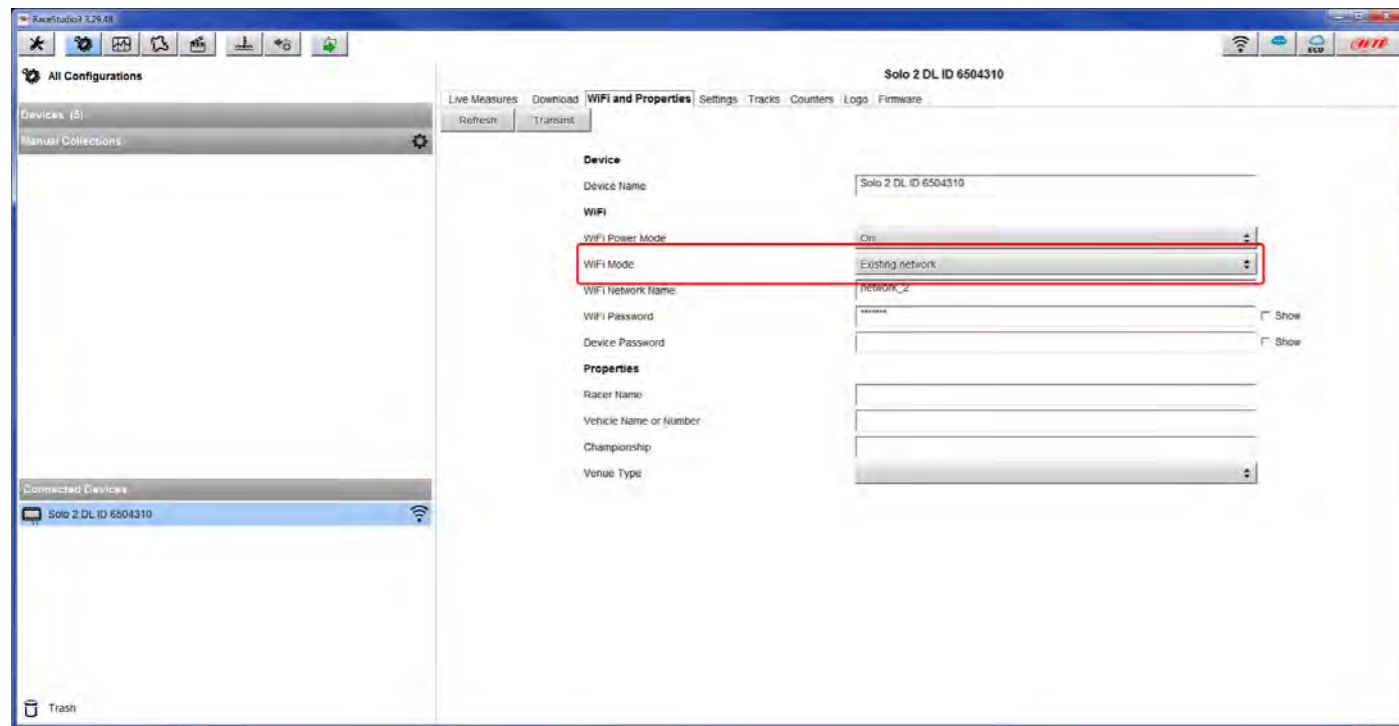 RaceStudio3 3.29.48
ECU
AiM
All Configurations
Solo 2 DL ID 6504310
Live Measures Download WiFi and Properties Settings Tracks Counters Logo Firmware
Devices (5)
Refresh Transmit
Manual Collections
Device
Device Name Solo 2 DL ID 6504310
WiFi
WiFi Power Mode On
WiFi Mode Existing network
WiFi Network Name network_2
WiFi Password ******* Show
Device Password Show
Properties
Racer Name
Vehicle Name or Number
Championship
Venue Type
Connected Devices
Solo 2 DL ID 6504310
Trash